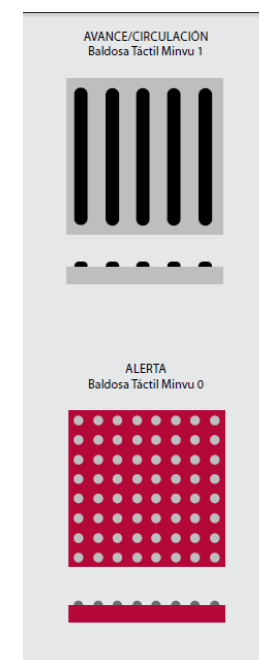 AVANCE/CIRCULACIÓN
Baldosa Táctil Minvu 1
ALERTA
Baldosa Táctil Minvu 0